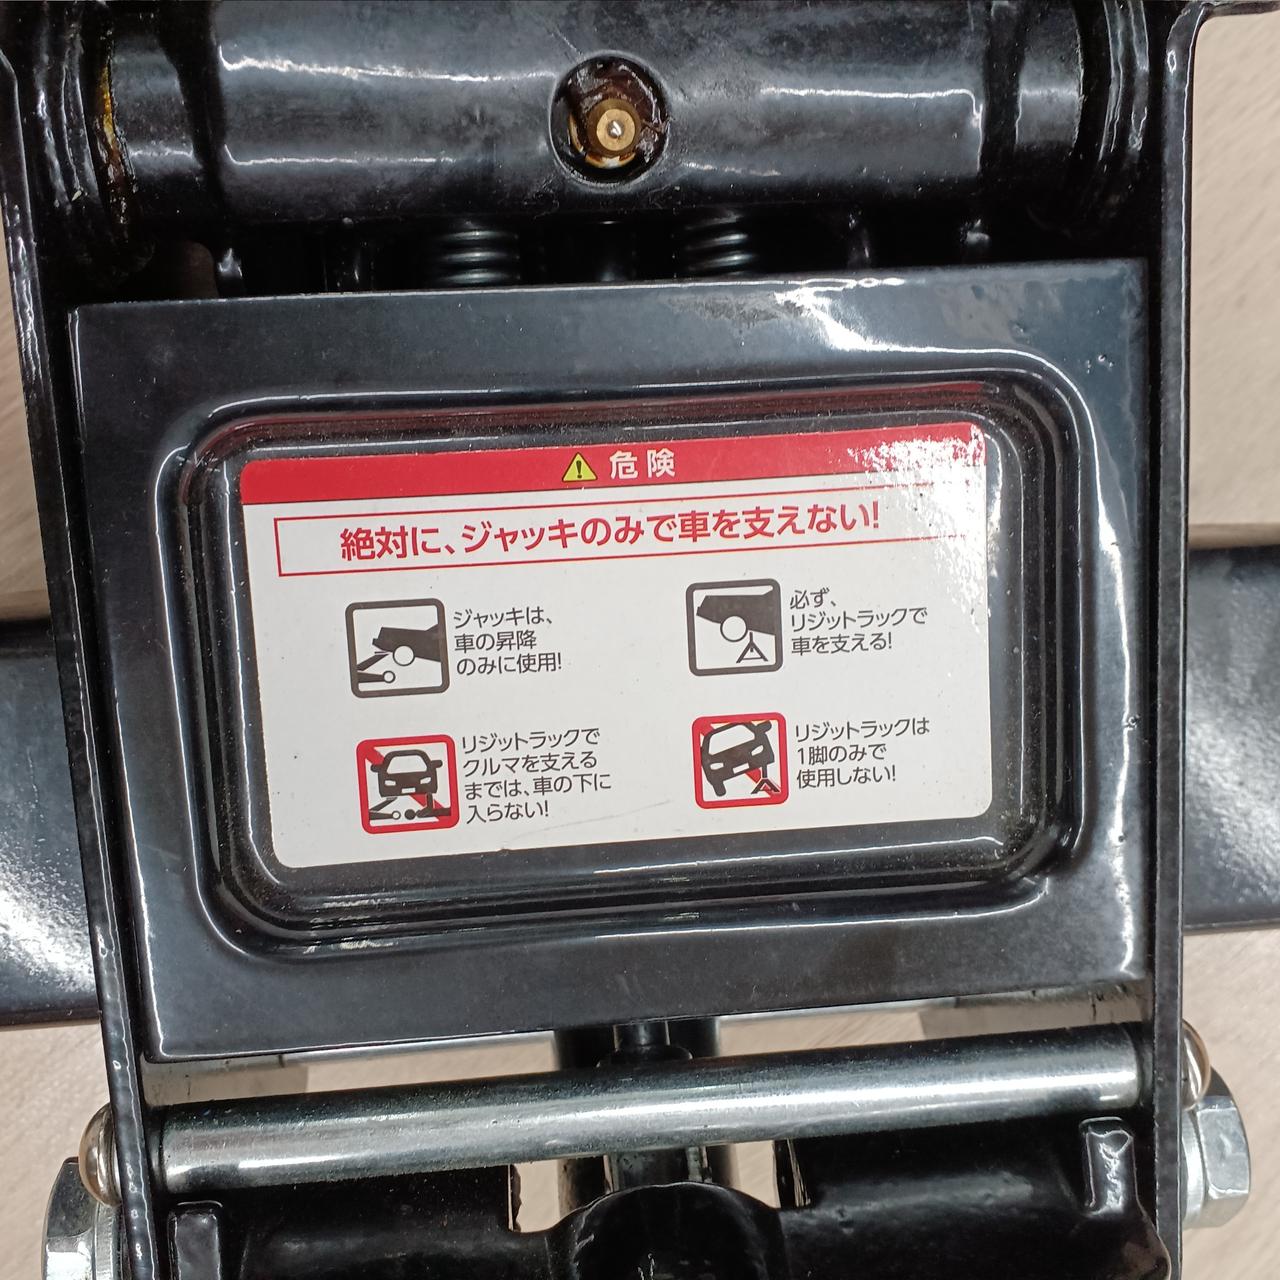 危険
絶対に、ジャッキのみで車を支えない!
ジャッキは、
車の昇降
のみに使用!
必ず、
リジットラックで
車を支える!
リジットラックで
クルマを支える
までは、車の下に
入らない!
リジットラックは
1脚のみで
使用しない!